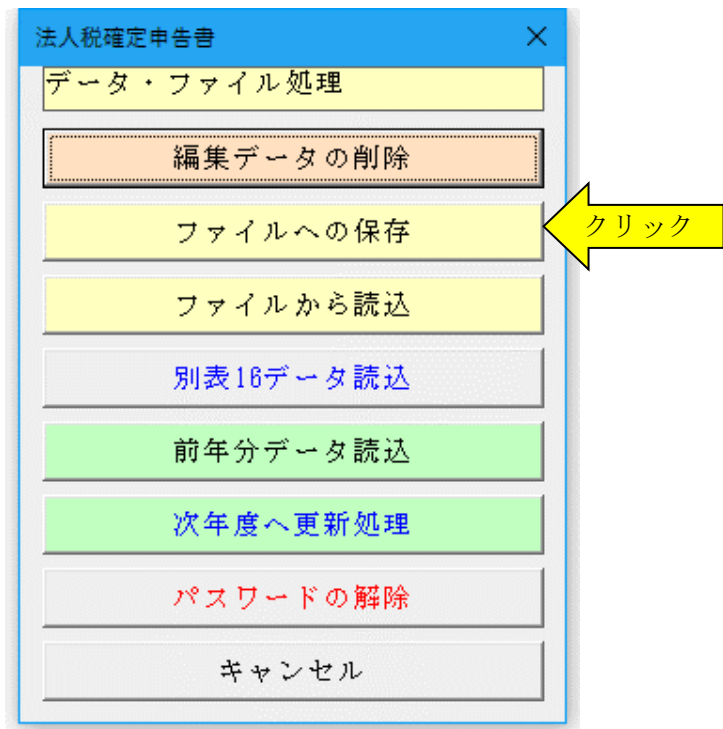 法人税確定申告書
データ・ファイル処理
編集データの削除
ファイルへの保存
クリック
ファイルから読込
別表16データ読込
前年分データ読込
次年度へ更新処理
パスワードの解除
キャンセル